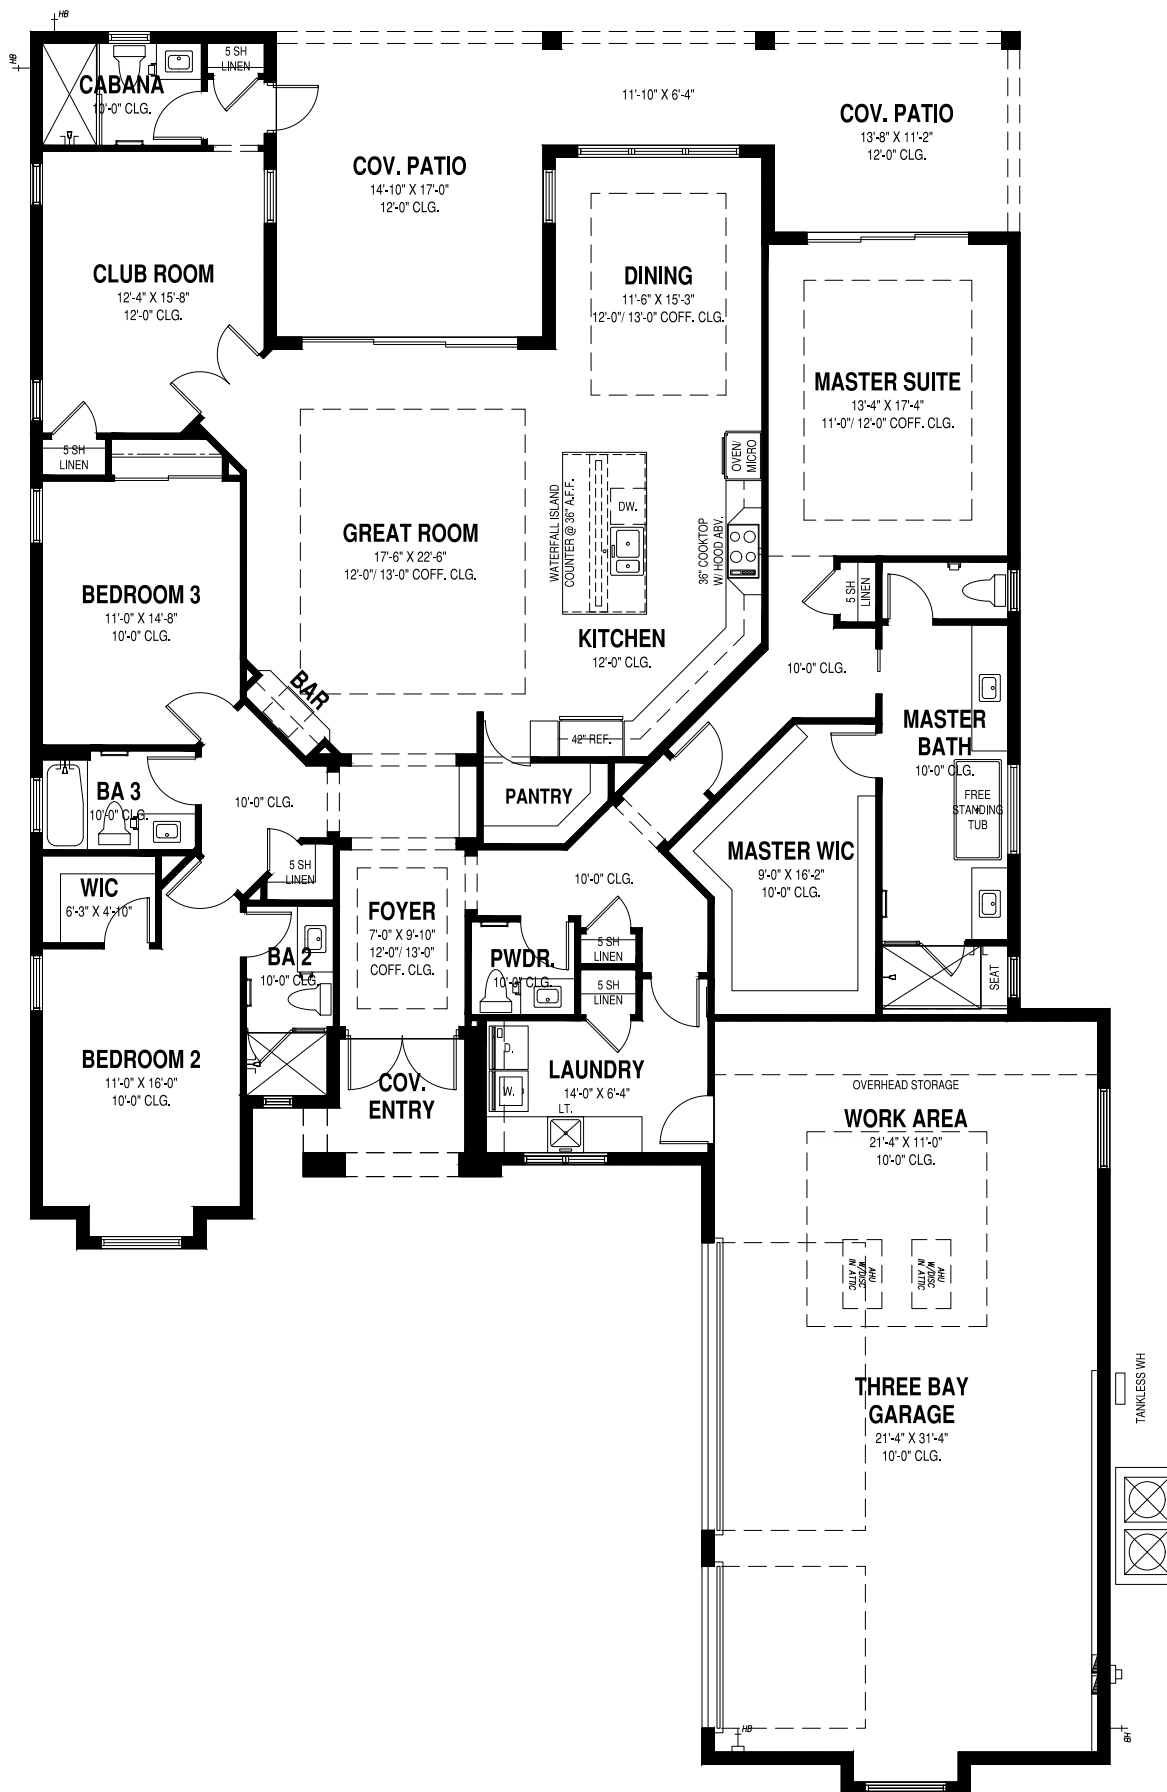 HB
HB
5 SH
LINEN
CABANA
10'-0" CLG.
11'-10" X 6'-4"
COV. PATIO
13'-8" X 11'-2"
12'-0" CLG.
COV. PATIO
14'-10" X 17'-0"
12'-0" CLG.
CLUB ROOM
12'-4" X 15'-8"
12'-0" CLG.
DINING
11'-6" X 15'-3"
12'-0"/ 13'-0" COFF. CLG.
MASTER SUITE
13'-4" X 17'-4"
11'-0"/ 12'-0" COFF. CLG.
5 SH
LINEN
OVEN/
MICRO
WATERFALL ISLAND
COUNTER @ 36" A.F.F.
DW.
36" COOKTOP
W/ HOOD ABV.
GREAT ROOM
17'-6" X 22'-6"
12'-0"/ 13'-0" COFF. CLG.
BEDROOM 3
11'-0" X 14'-8"
10'-0" CLG.
5 SH
LINEN
KITCHEN
12'-0" CLG.
10'-0" CLG.
BAR
MASTER
BATH
10'-0" CLG.
42" REF.
BA 3
10'-0" CLG.
10'-0" CLG.
PANTRY
FREE
STANDING
TUB
MASTER WIC
9'-0" X 16'-2"
10'-0" CLG.
5 SH
LINEN
10'-0" CLG.
WIC
6'-3" X 4'-10"
FOYER
7'-0" X 9'-10"
12'-0"/ 13'-0"
COFF. CLG.
BA 2
10'-0" CLG.
PWDR.
10'-0" CLG.
5 SH
LINEN
5 SH
LINEN
SEAT
BEDROOM 2
11'-0" X 16'-0"
10'-0" CLG.
COV.
ENTRY
D.
W.
LAUNDRY
14'-0" X 6'-4"
LT.
OVERHEAD STORAGE
WORK AREA
21'-4" X 11'-0"
10'-0" CLG.
AHU
W/DISC
IN ATTIC
AHU
W/DISC
IN ATTIC
THREE BAY
GARAGE
21'-4" X 31'-4"
10'-0" CLG.
TANKLESS WH
HB
HB